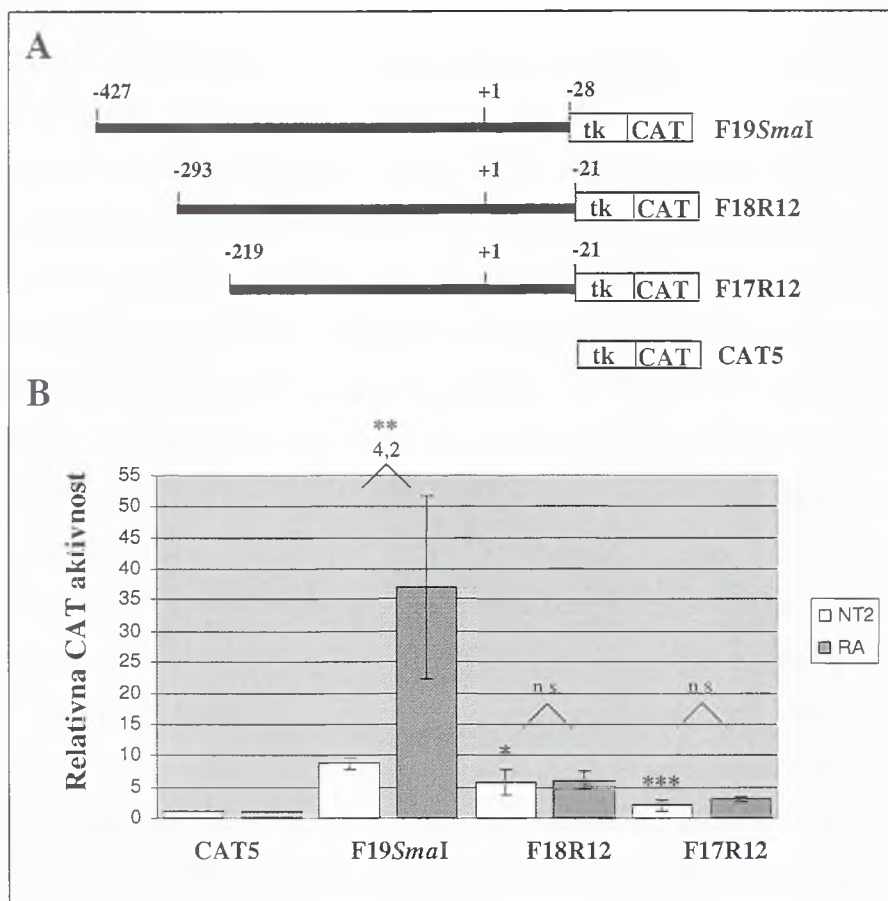 A
-427 +1 -28
tk CAT F19SmaI
-293 +1 -21
tk CAT F18R12
-219 +1 -21
tk CAT F17R12
tk CAT CAT5
B
**
4,2
Relativna CAT aktivnost
55
50
45
40
35
30
25
20
15
10
5
0
n s
n s
*
***
NT2
RA
CAT5 F19SmaI F18R12 F17R12